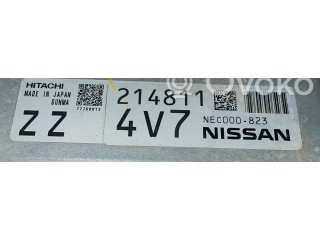 HITACHI
MADE IN JAPAN
GUNMA
ZZ
214811
4V7
NEC000-823
NISSAN
Ovoko